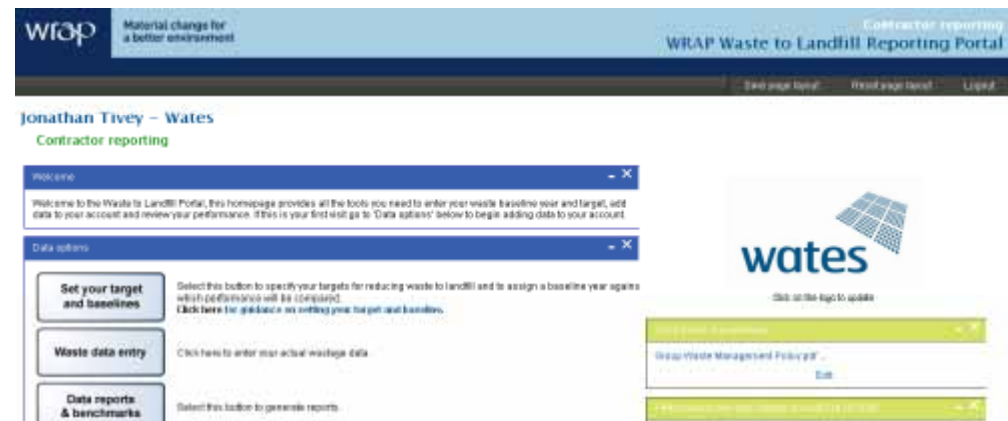 wrap
Material change for
a better environment
Contractor reporting
WRAP Waste to Landfill Reporting Portal
Save page layout Reset page layout Logout
Jonathan Tivey – Wates
Contractor reporting
Welcome
Welcome to the Waste to Landfill Portal, this homepage provides all the tools you need to enter your waste baseline year and target, add
data to your account and review your performance. If this is your first visit go to 'Data options' below to begin adding data to your account.
Data options
Set your target
and baselines
Select this button to specify your targets for reducing waste to landfill and to assign a baseline year agains
which performance will be compared.
Click here for guidance on setting your target and baseline.
Waste data entry
Click here to enter your actual wastage data
Data reports
& benchmarks
Select this button to generate reports.
wates
Click on the logo to update
Group Waste Management Policy.pdf ...
Edit